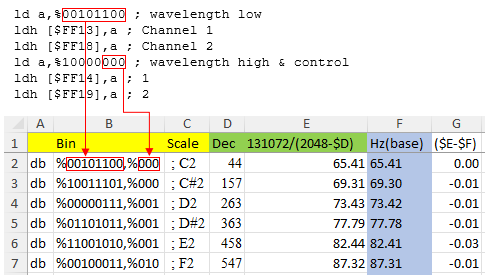 ld a,%00101100 ; wavelength low
ldh [$FF13],a ; Channel 1
ldh [$FF18],a ; Channel 2
ld a,%10000000 ; wavelength high & control
ldh [$FF14],a ; 1
ldh [$FF19],a ; 2
A B C D E F G
1 Bin Scale Dec 131072/(2048-$D) Hz(base) ($E-$F)
2 db %00101100,%000 ; C2 44 65.41 65.41 0.00
3 db %10011101,%000 ; C#2 157 69.31 69.30 -0.01
4 db %00000111,%001 ; D2 263 73.43 73.42 -0.01
5 db %01101011,%001 ; D#2 363 77.79 77.78 -0.01
6 db %11001010,%001 ; E2 458 82.44 82.41 -0.03
7 db %00100011,%010 ; F2 547 87.32 87.31 -0.01